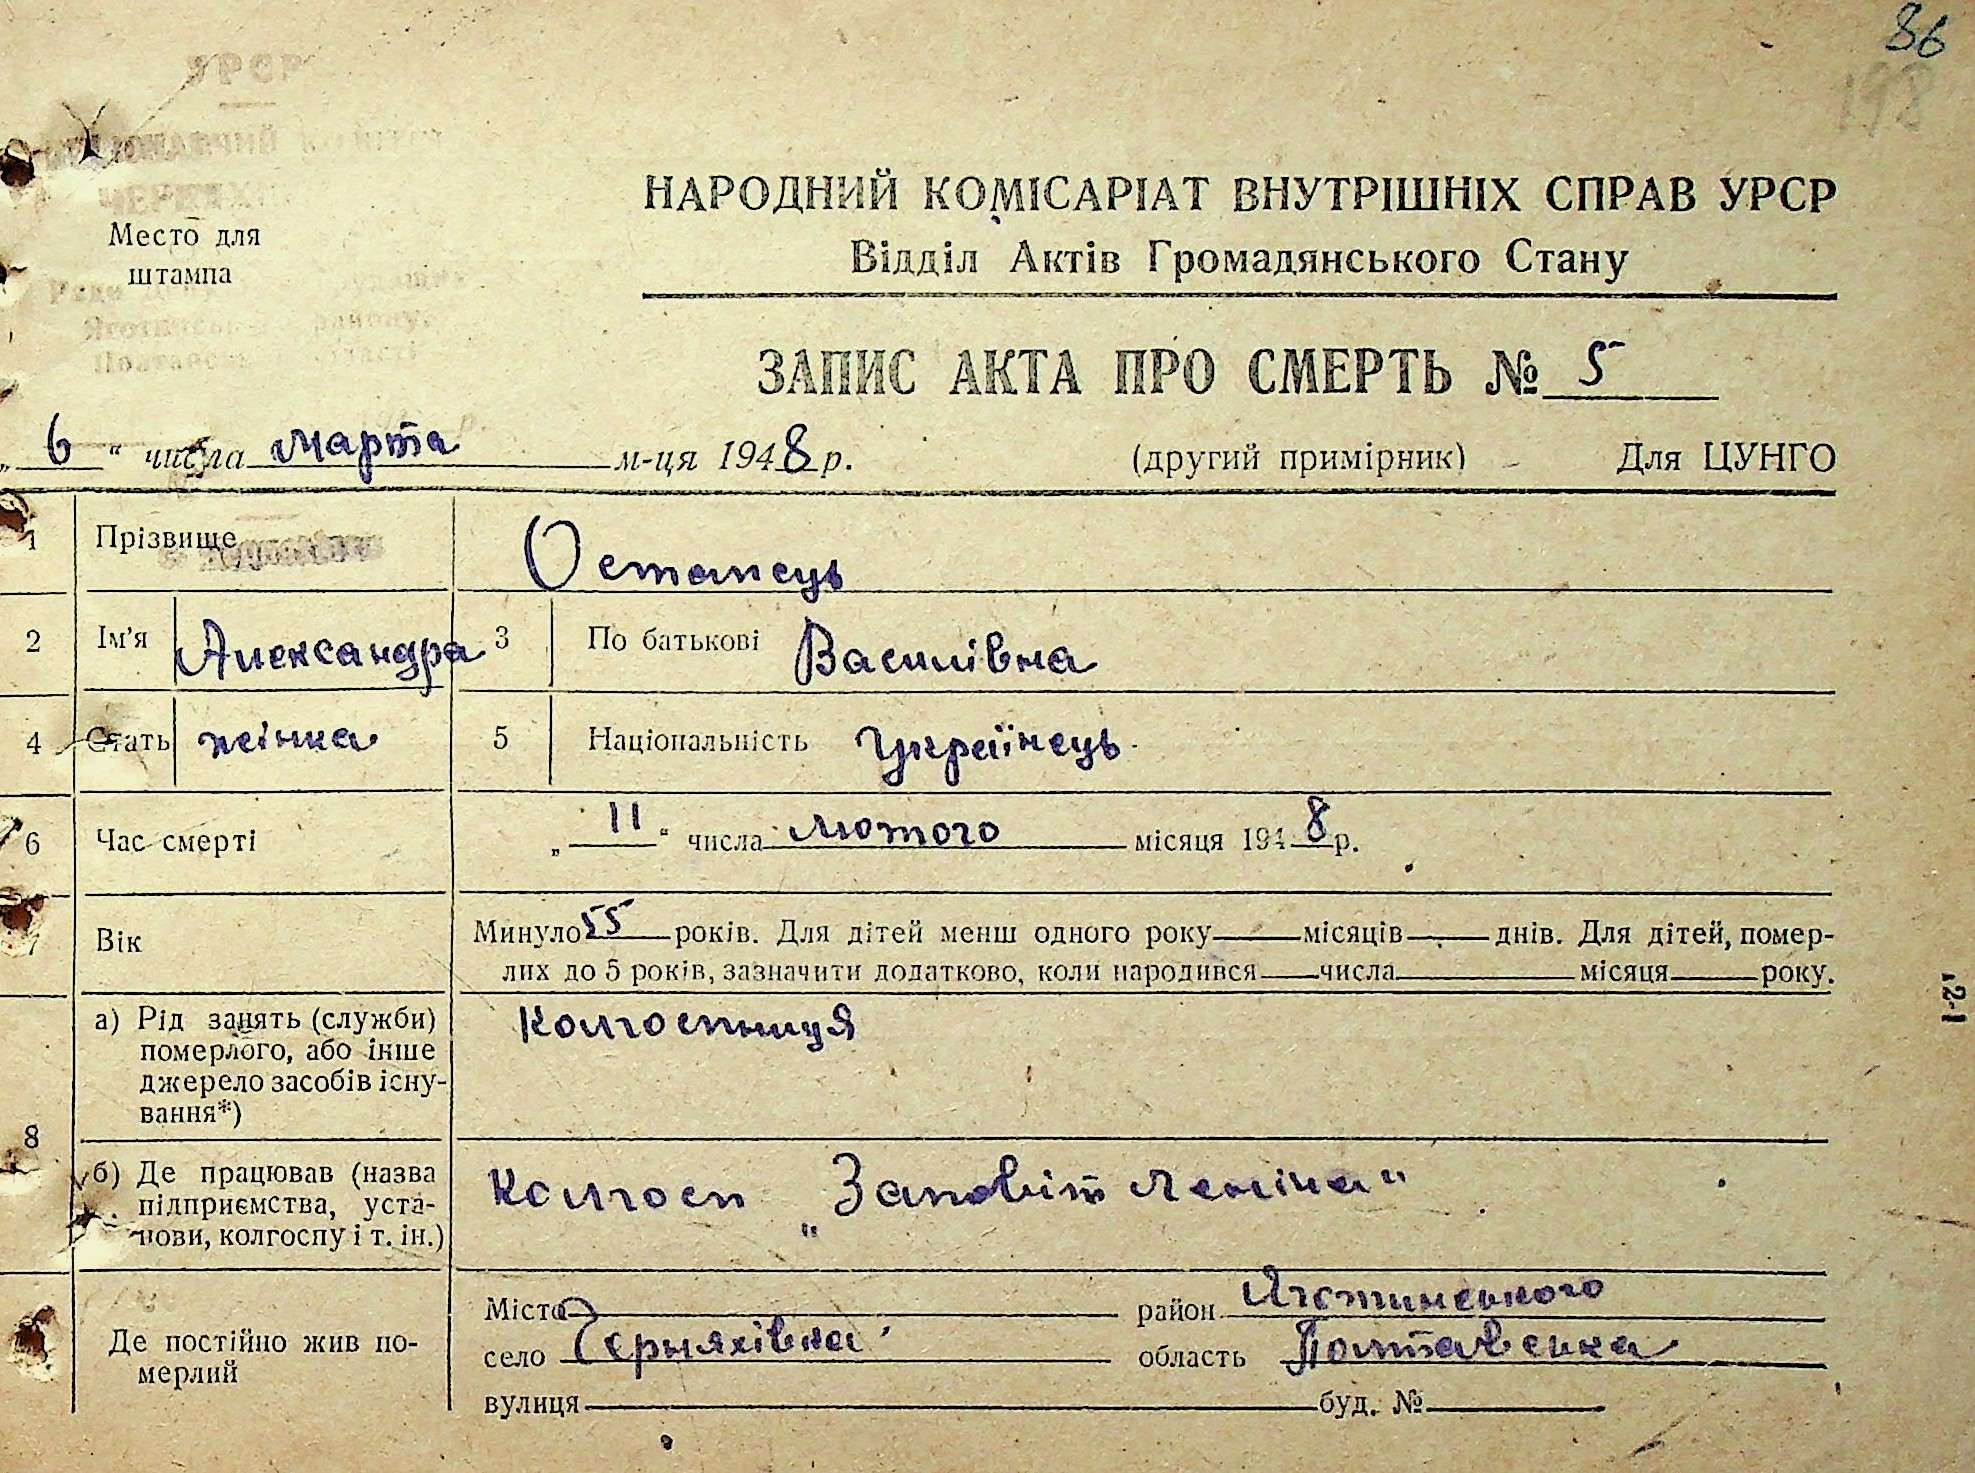 36
198
УРСР
Место для
штампа
НАРОДНИЙ КОМІСАРІАТ ВНУТРІШНІХ СПРАВ УРСР
Відділ Актів Громадянського Стану
ЗАПИС АКТА ПРО СМЕРТЬ № 5
„ 6 “ числа марта м-ця 1948 р. (другий примірник) Для ЦУНГО
1 Прізвище Остапець
2 Ім’я Александра 3 По батькові Василівна
4 Стать жінка 5 Національність Українець
6 Час смерті „ 11 “ числа лютого місяця 1948 р.
7 Вік Минуло 55 років. Для дітей менш одного року місяців днів. Для дітей, помер-
лих до 5 років, зазначити додатково, коли народився числа місяця року.
8 а) Рід занять (служби)
померлого, або інше
джерело засобів існу-
вання*)
Колгоспниця
б) Де працював (назва
підприємства, уста-
нови, колгоспу і т. ін.)
Колгосп „Заповіт Леніна“
Де постійно жив по-
мерлий
Місто район Яготинського
село Черняхівка область Полтавська
вулиця буд. №